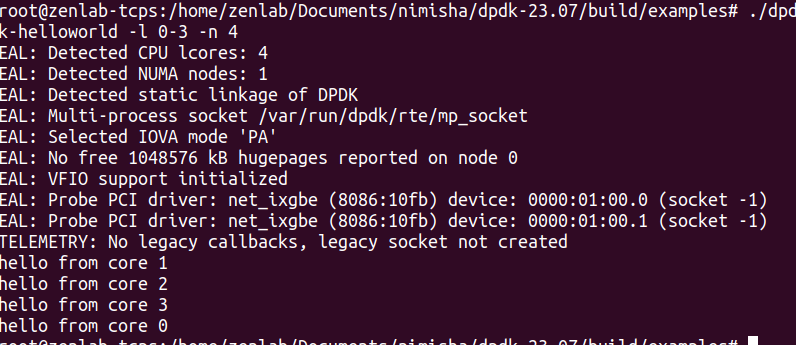 root@zenlab-tcps:/home/zenlab/Documents/nimisha/dpdk-23.07/build/examples# ./dpd
k-helloworld -l 0-3 -n 4
EAL: Detected CPU lcores: 4
EAL: Detected NUMA nodes: 1
EAL: Detected static linkage of DPDK
EAL: Multi-process socket /var/run/dpdk/rte/mp_socket
EAL: Selected IOVA mode 'PA'
EAL: No free 1048576 kB hugepages reported on node 0
EAL: VFIO support initialized
EAL: Probe PCI driver: net_ixgbe (8086:10fb) device: 0000:01:00.0 (socket -1)
EAL: Probe PCI driver: net_ixgbe (8086:10fb) device: 0000:01:00.1 (socket -1)
TELEMETRY: No legacy callbacks, legacy socket not created
hello from core 1
hello from core 2
hello from core 3
hello from core 0
root@zenlab-tcps:/home/zenlab/Documents/nimisha/dpdk-23.07/build/examples#